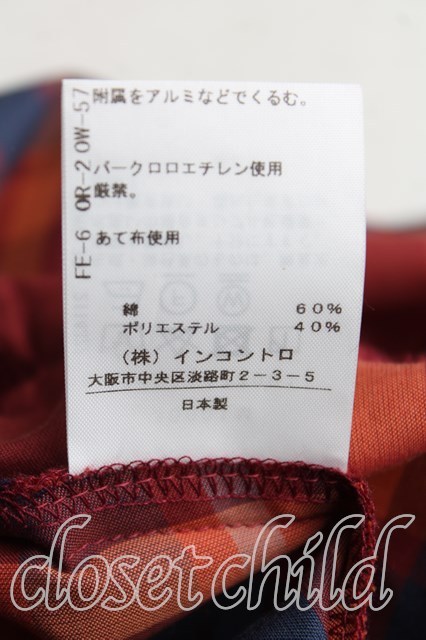 附属をアルミなどでくるむ。
パークロロエチレン使用
厳禁。
あて布使用
FE-6 OR-2 OW-57
綿 60%
ポリエステル 40%
(株)インコントロ
大阪市中央区淡路町2-3-5
日本製
closet child